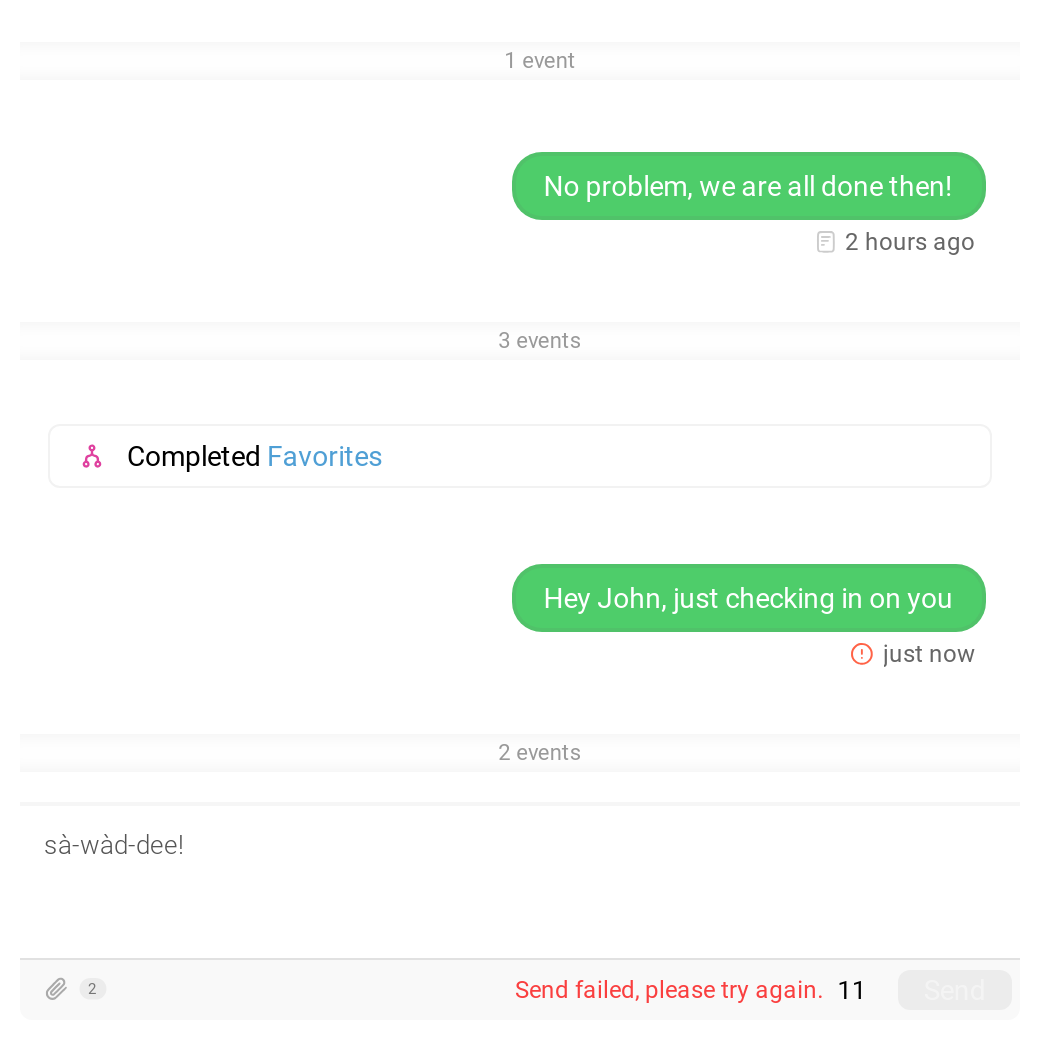 1 event
No problem, we are all done then!
2 hours ago
3 events
Completed Favorites
Hey John, just checking in on you
just now
2 events
sà-wàd-dee!
2 Send failed, please try again. 11 Send